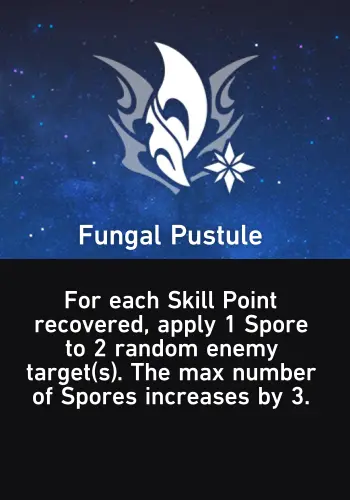 Fungal Pustule
For each Skill Point
recovered, apply 1 Spore
to 2 random enemy
target(s). The max number
of Spores increases by 3.